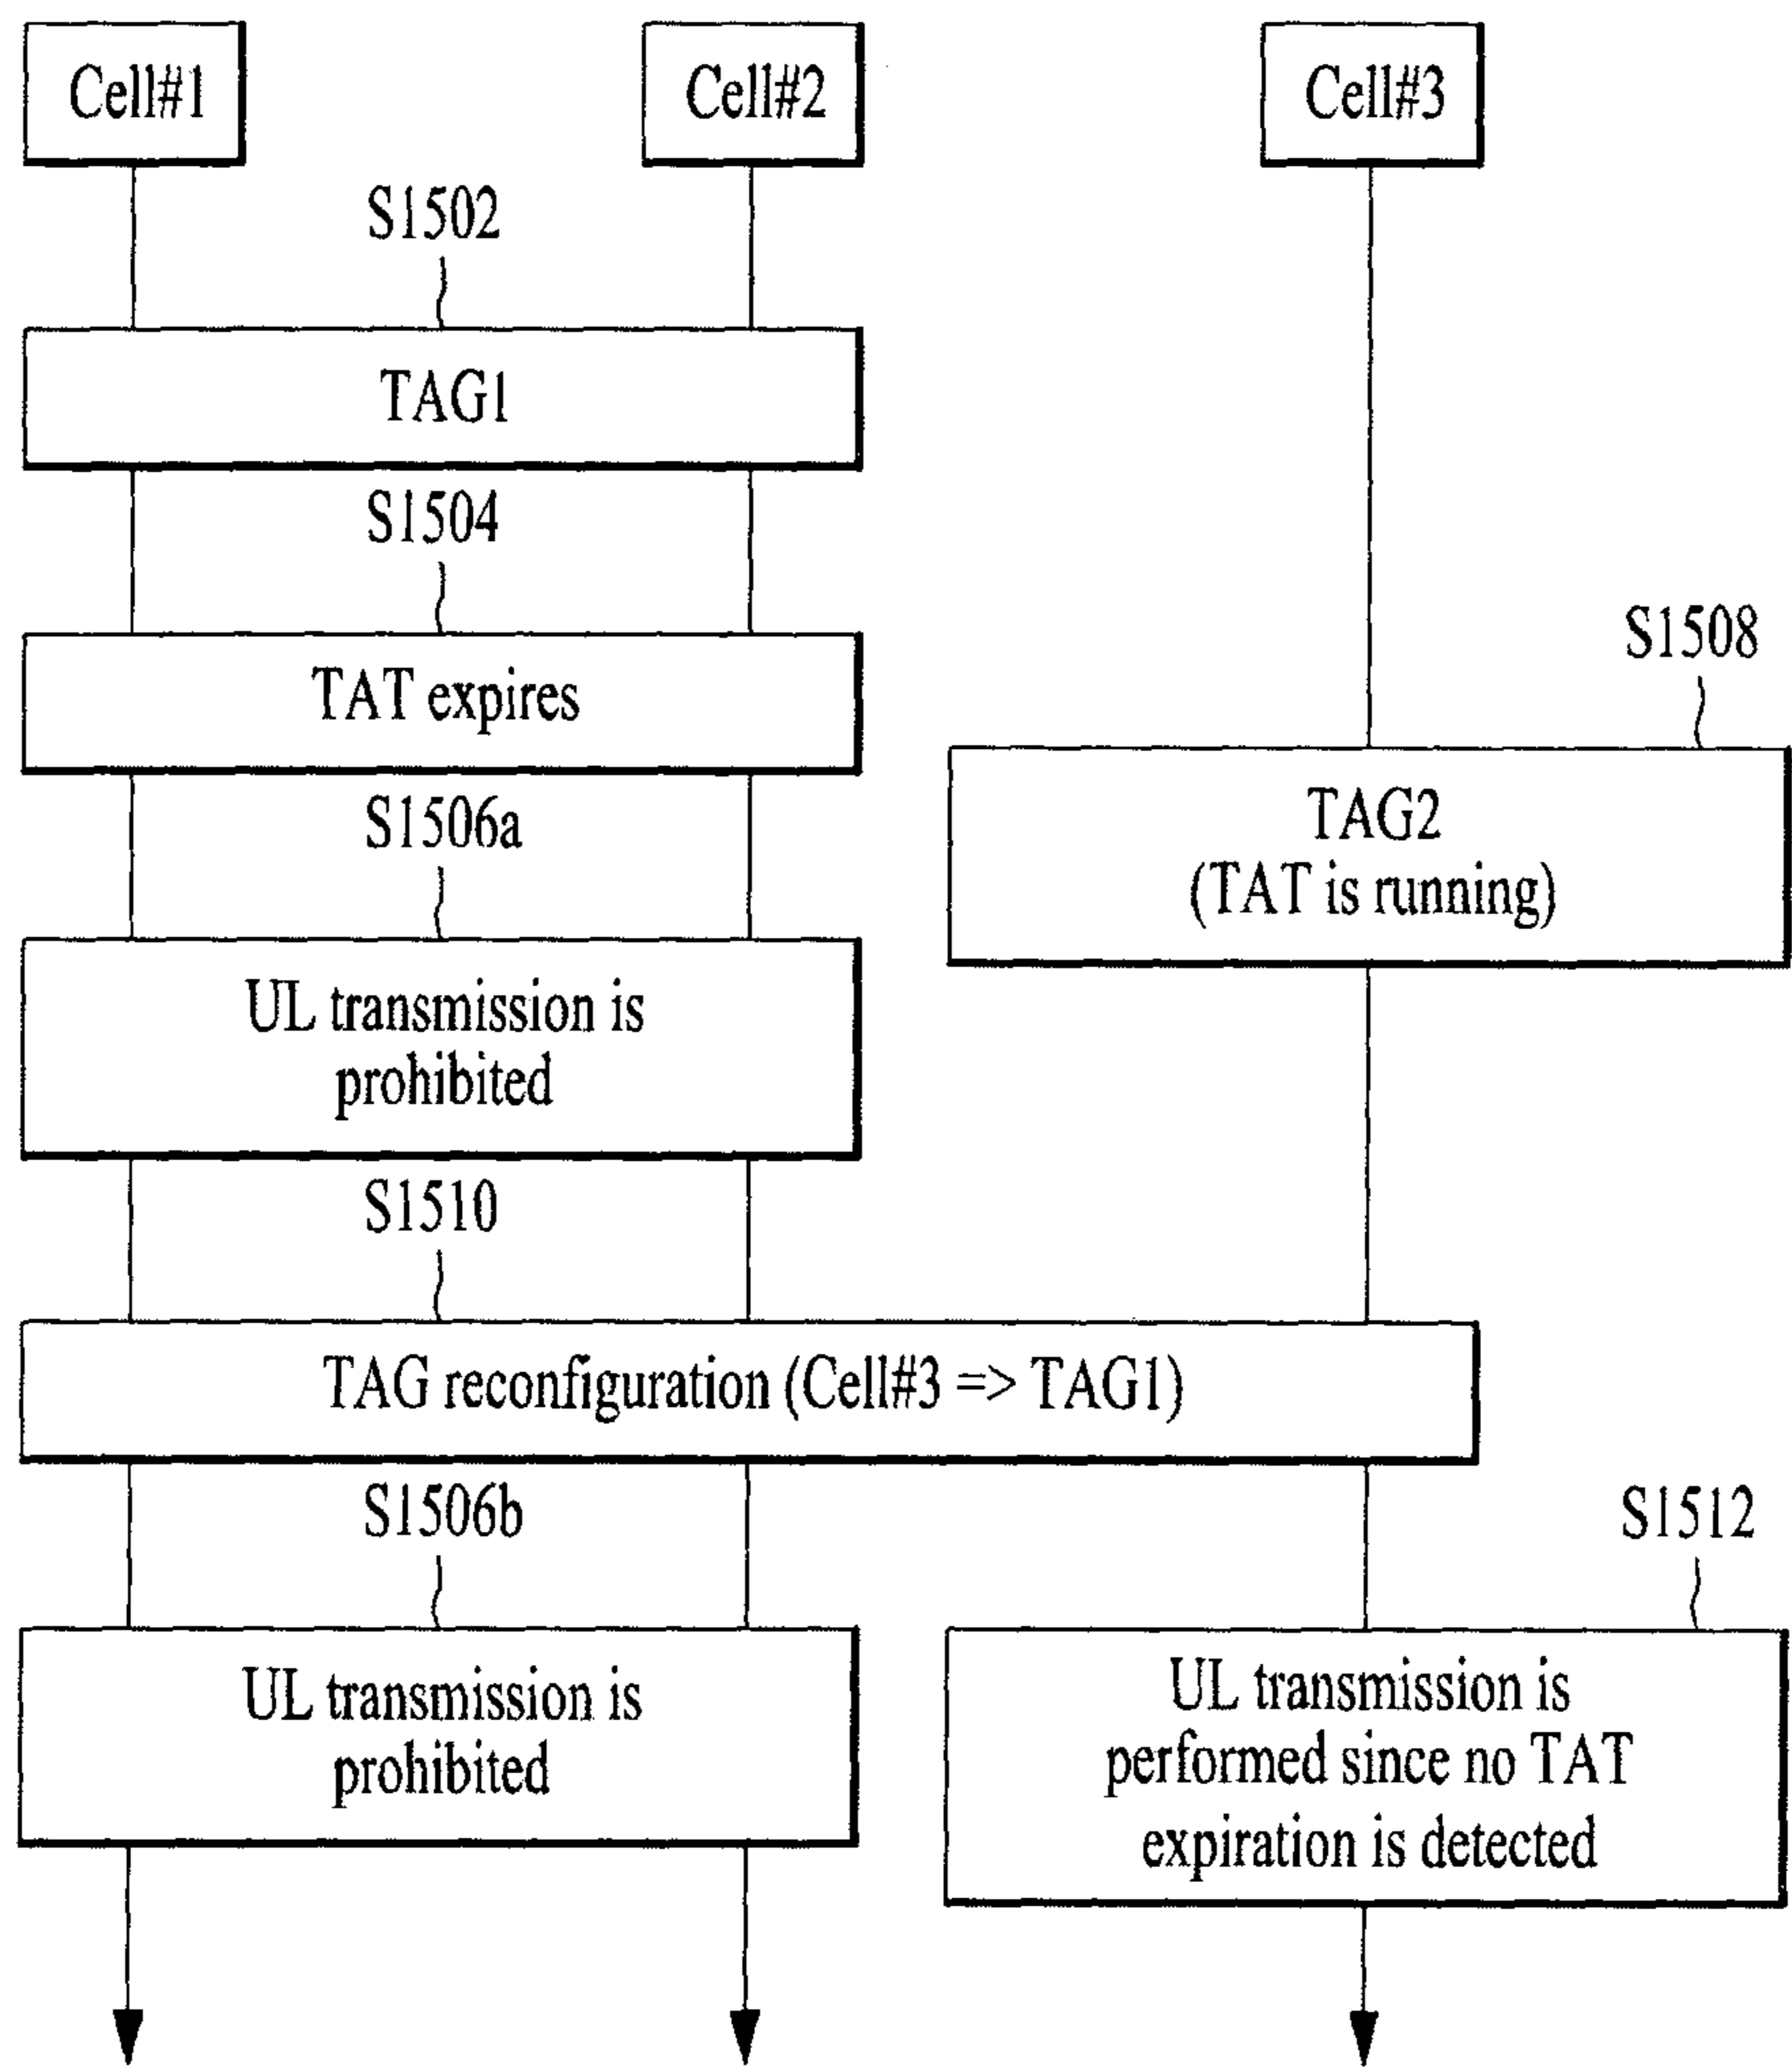 Cell#1
Cell#2
Cell#3
S1502
TAG1
S1504
TAT expires
S1508
TAG2
(TAT is running)
S1506a
UL transmission is
prohibited
S1510
TAG reconfiguration (Cell#3 => TAG1)
S1506b
UL transmission is
prohibited
S1512
UL transmission is
performed since no TAT
expiration is detected